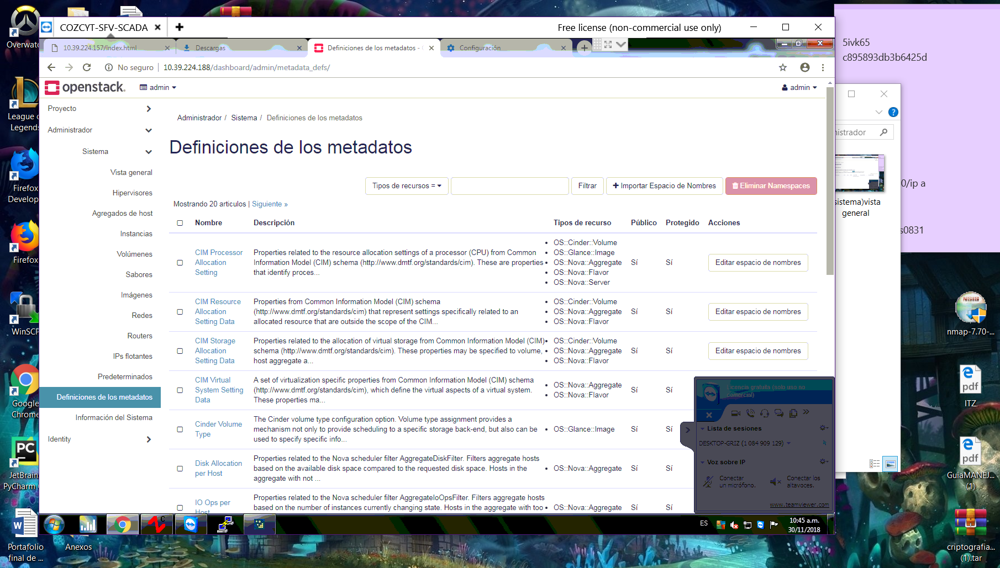 Overwatc
League of
Legends
Firefox
Develop
Firefox
WinSCP
Google
Chrome
JetBrain
PyCharm
Portafolio
final de ...
Anexos
COZCYT-SFV-SCADA
Free license (non-commercial use only)
10.39.224.157/index.html
Descargas
Definiciones de los metadatos -
Configuración
No seguro
10.39.224.188/dashboard/admin/metadata_defs/
openstack.
admin
admin
Proyecto
Administrador
Sistema
Vista general
Hipervisores
Agregados de host
Instancias
Volúmenes
Sabores
Imágenes
Redes
Routers
IPs flotantes
Predeterminados
Definiciones de los metadatos
Información del Sistema
Identity
Administrador / Sistema / Definiciones de los metadatos
Definiciones de los metadatos
Tipos de recursos =
Filtrar
Importar Espacio de Nombres
Eliminar Namespaces
Mostrando 20 articulos | Siguiente »
Nombre Descripción Tipos de recurso Público Protegido Acciones
CIM Processor
Allocation
Setting
Properties related to the resource allocation settings of a processor (CPU) from Common
Information Model (CIM) schema (http://www.dmtf.org/standards/cim). These are properties
that identify proces...
OS::Cinder::Volume
OS::Glance::Image
OS::Nova::Aggregate
OS::Nova::Flavor
OS::Nova::Server
Sí Sí Editar espacio de nombres
CIM Resource
Allocation
Setting Data
Properties from Common Information Model (CIM) schema
(http://www.dmtf.org/standards/cim) that represent settings specifically related to an
allocated resource that are outside the scope of the CIM...
OS::Cinder::Volume
OS::Nova::Aggregate
OS::Nova::Flavor
Sí Sí Editar espacio de nombres
CIM Storage
Allocation
Setting Data
Properties related to the allocation of virtual storage from Common Information Model (CIM)
schema (http://www.dmtf.org/standards/cim). These properties may be specified to volume,
host aggregate a...
OS::Cinder::Volume
OS::Nova::Aggregate
OS::Nova::Flavor
Sí Sí Editar espacio de nombres
CIM Virtual
System Setting
Data
A set of virtualization specific properties from Common Information Model (CIM) schema
(http://www.dmtf.org/standards/cim), which define the virtual aspects of a virtual system.
These properties ma...
OS::Nova::Aggregate
OS::Nova::Flavor
Sí Sí
Cinder Volume
Type
The Cinder volume type configuration option. Volume type assignment provides a
mechanism not only to provide scheduling to a specific storage back-end, but also can be
used to specify specific info...
OS::Glance::Image
Sí Sí
Disk Allocation
per Host
Properties related to the Nova scheduler filter AggregateDiskFilter. Filters aggregate hosts
based on the available disk space compared to the requested disk space. Hosts in the
aggregate with not ...
OS::Nova::Aggregate
Sí Sí
IO Ops per
Host
Properties related to the Nova scheduler filter AggregateIoOpsFilter. Filters aggregate hosts
based on the number of instances currently changing state. Hosts in the aggregate with too
OS::Nova::Aggregate
Sí Sí
Licencia gratuita (solo uso no
comercial)
Lista de sesiones
DESKTOP-GRIZ (1 084 909 129)
Voz sobre IP
Conectar
un micrófono.
Conectar los
altavoces.
www.teamviewer.com
ES
10:45 a.m.
30/11/2018
5ivk65
c895893db3b6425d
nistrador
0/ip a
sistema)vista
general
s0831
NSIS
nmap-7.70-...
pdf
ITZ
pdf
GuiaMANEJ...
(1)
criptografia...
(1).tar